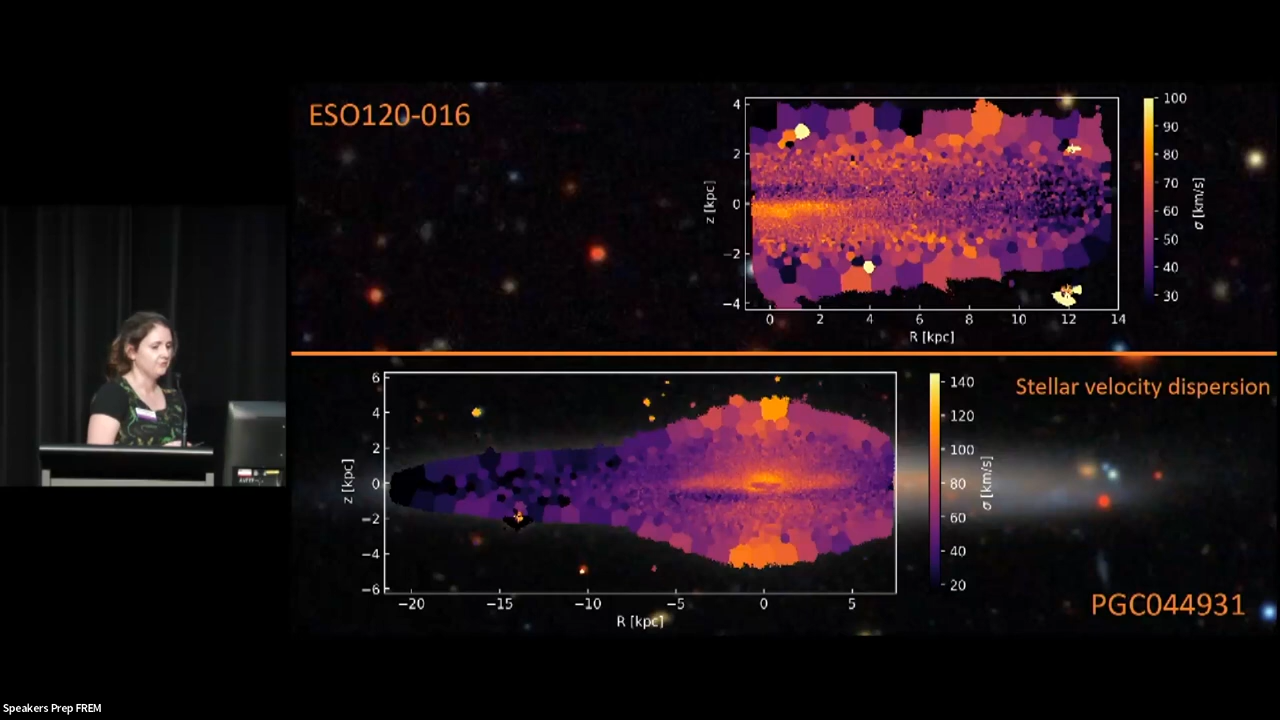 ESO120-016
4
2
0
−2
−4
z [kpc]
0 2 4 6 8 10 12 14
R [kpc]
100
90
80
70
60
50
40
30
σ [km/s]
Stellar velocity dispersion
6
4
2
0
−2
−4
−6
z [kpc]
−20 −15 −10 −5 0 5
R [kpc]
140
120
100
80
60
40
20
σ [km/s]
PGC044931
Speakers Prep FREM